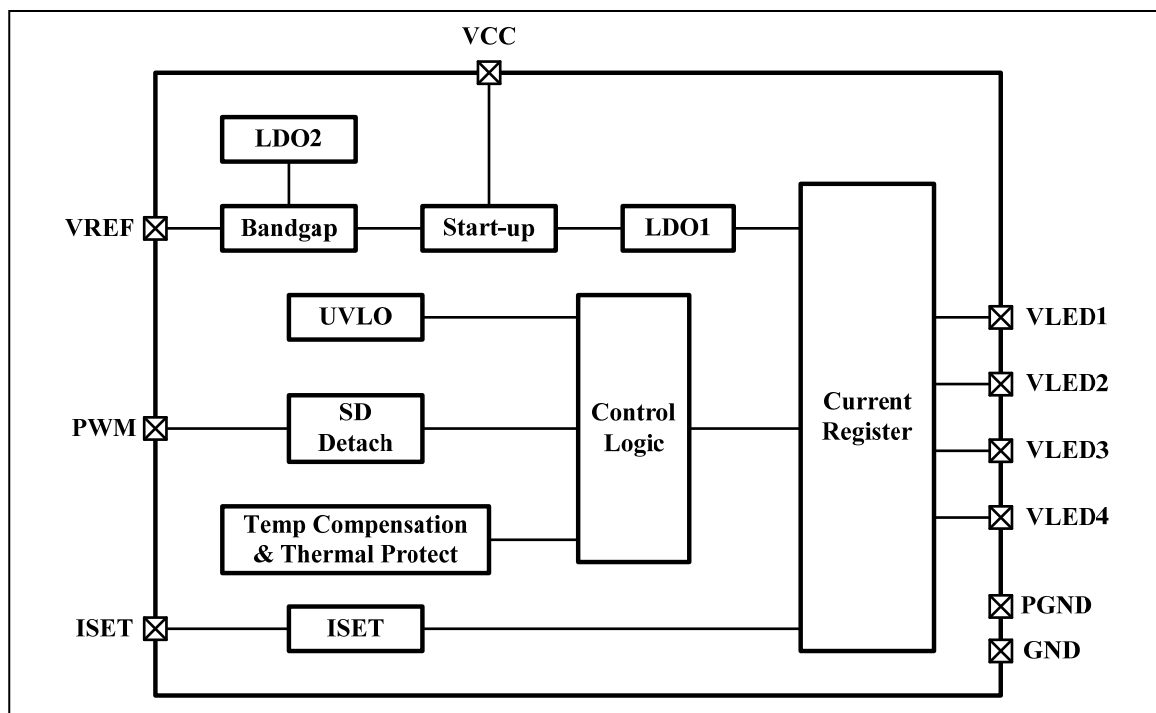 VCC
LDO2
VREF
Bandgap
Start-up
LDO1
UVLO
VLED1
VLED2
PWM
SD
Detach
Control
Logic
Current
Register
VLED3
VLED4
Temp Compensation
& Thermal Protect
PGND
ISET
ISET
GND